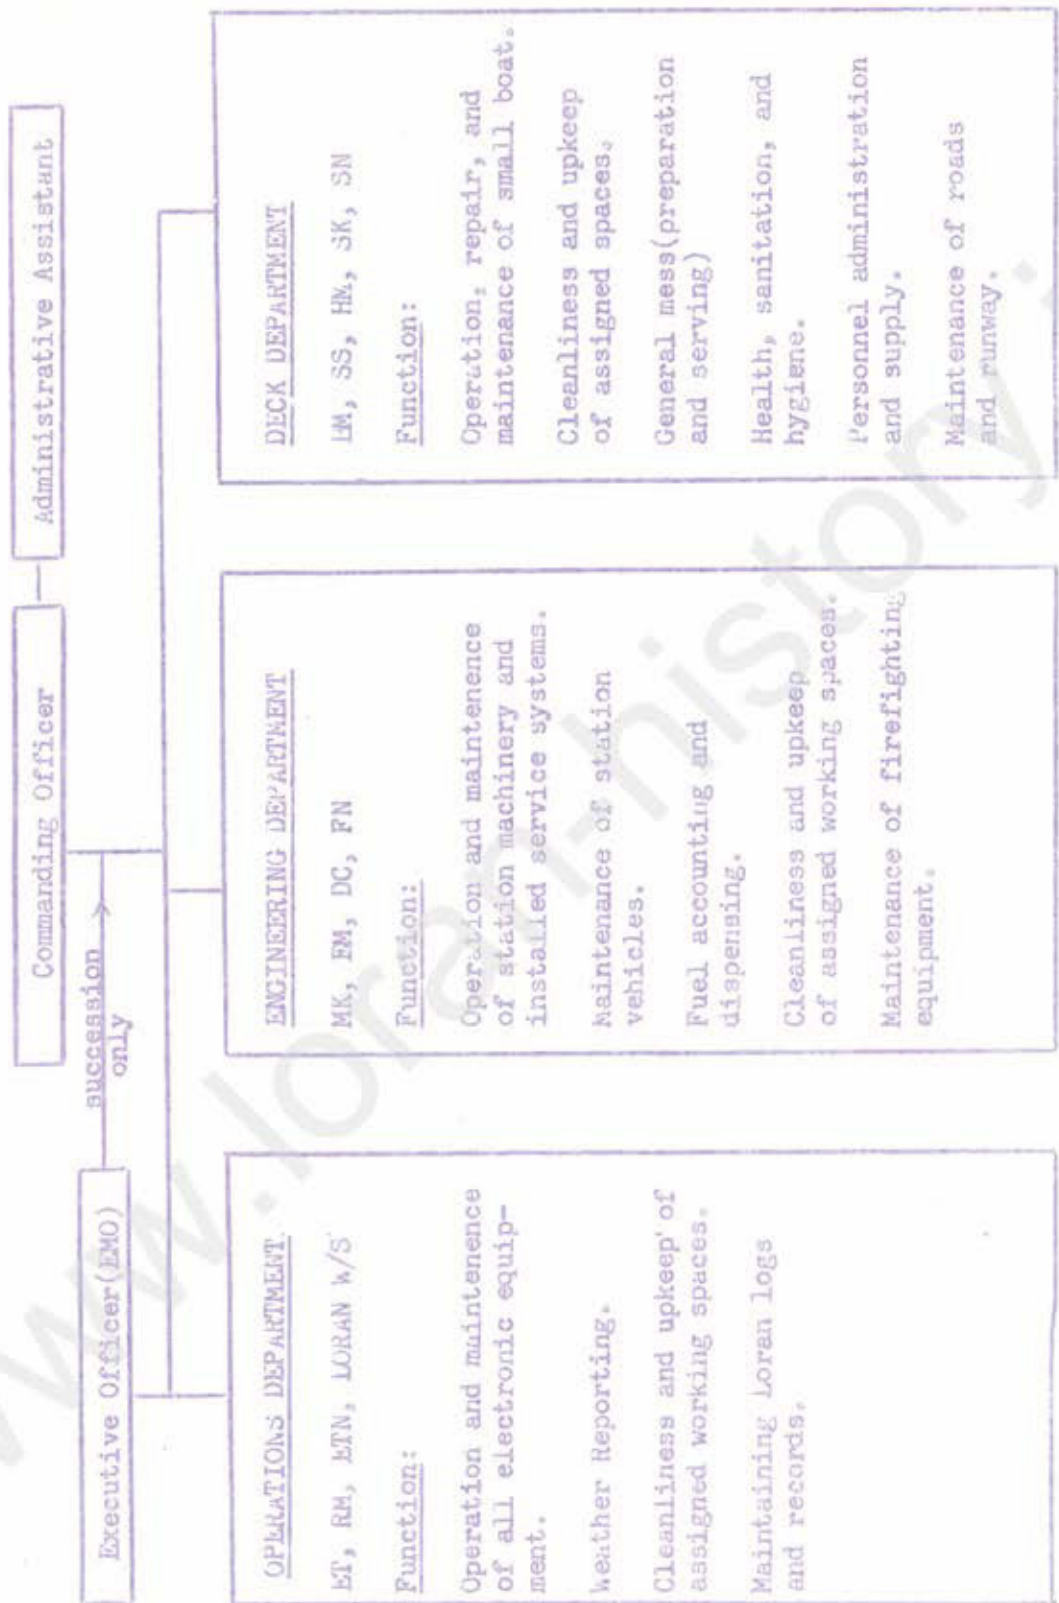 Commanding Officer
Administrative Assistant
Executive Officer(EMO)
succession
only
OPERATIONS DEPARTMENT
ET, RM, ETN, LORAN W/S
Function:
Operation and maintenence
of all electronic equip-
ment.
Weather Reporting.
Cleanliness and upkeep of
assigned working spaces.
Maintaining Loran logs
and records.
ENGINEERING DEPARTMENT
MK, EM, DC, FN
Function:
Operation and maintenence
of station machinery and
installed service systems.
Maintenance of station
vehicles.
Fuel accounting and
dispensing.
Cleanliness and upkeep
of assigned working spaces.
Maintenance of firefighting
equipment.
DECK DEPARTMENT
SS, HM, SK, SN
Function:
Operation, repair, and
maintenance of small boat.
Cleanliness and upkeep
of assigned spaces.
General mess(preparation
and serving)
Health, sanitation, and
hygiene.
Personnel administration
and supply.
Maintenance of roads
and runway.
www.loran-history.